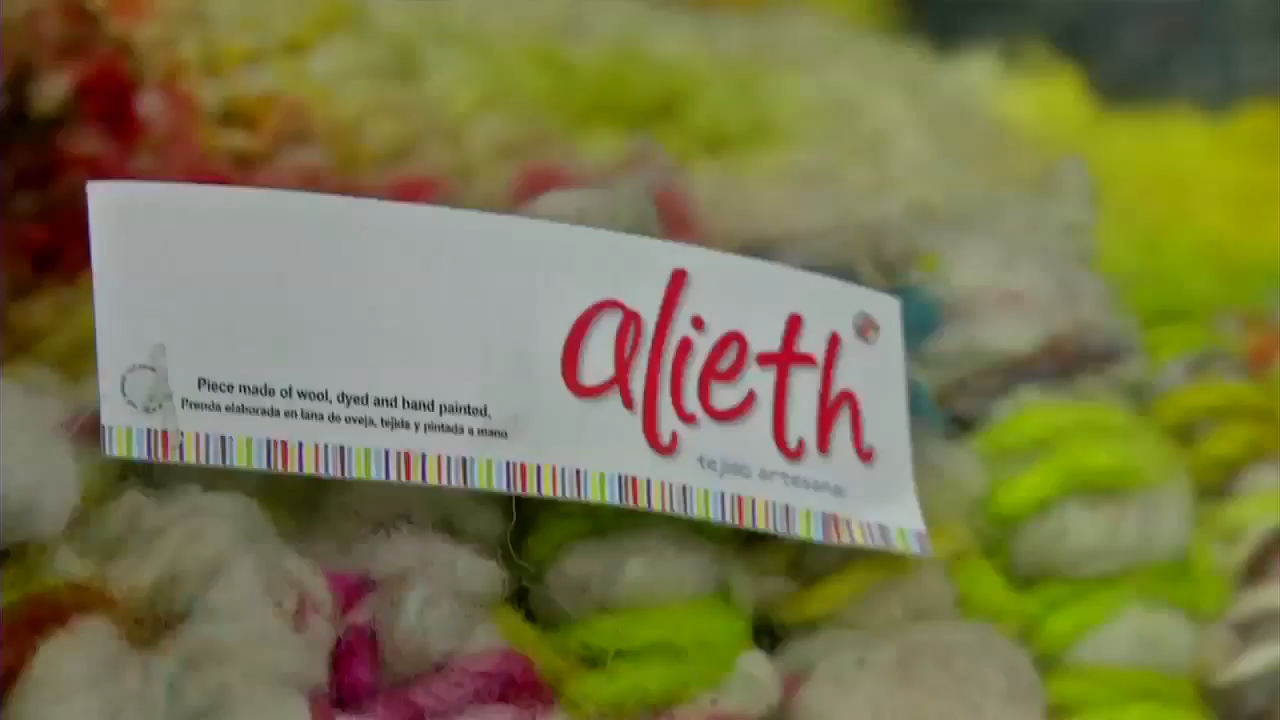 alieth
tejido artesanal
Piece made of wool, dyed and hand painted,
Prenda elaborada en lana de oveja, tejida y pintada a mano